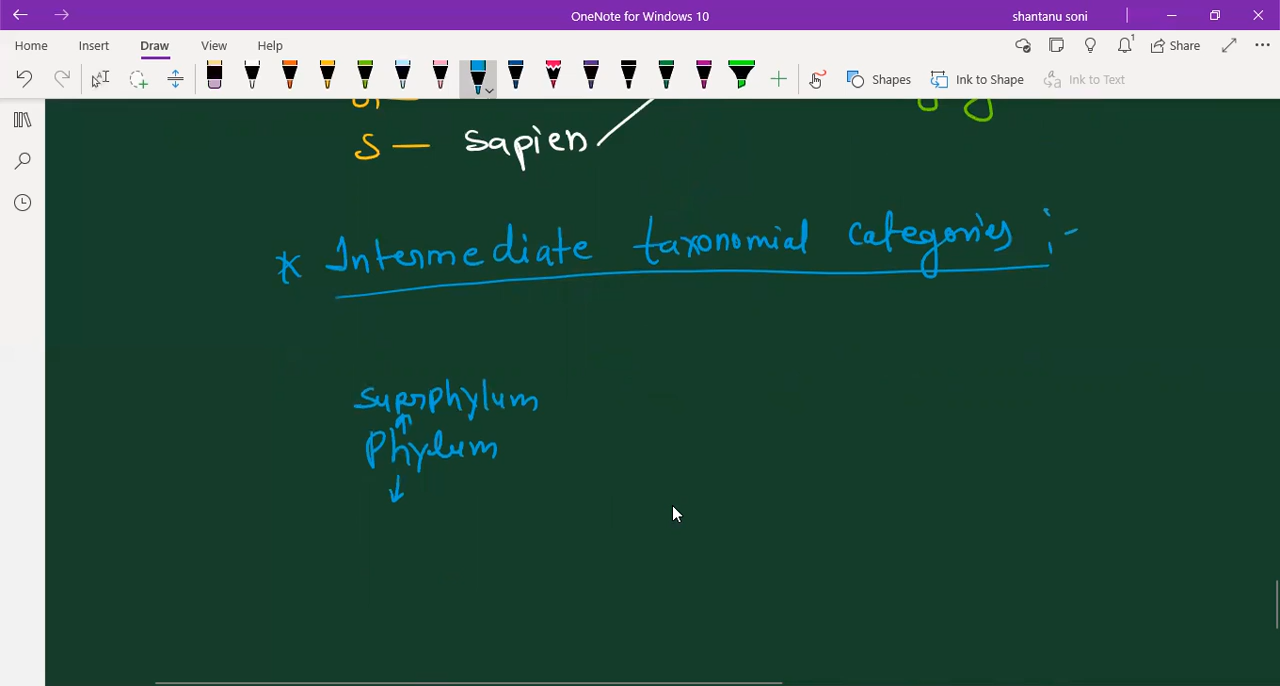 OneNote for Windows 10
shantanu soni
Home Insert Draw View Help
Share
Shapes Ink to Shape Ink to Text
S — Sapien
* Intermediate taxonomial categories :-
Superphylum
Phylum